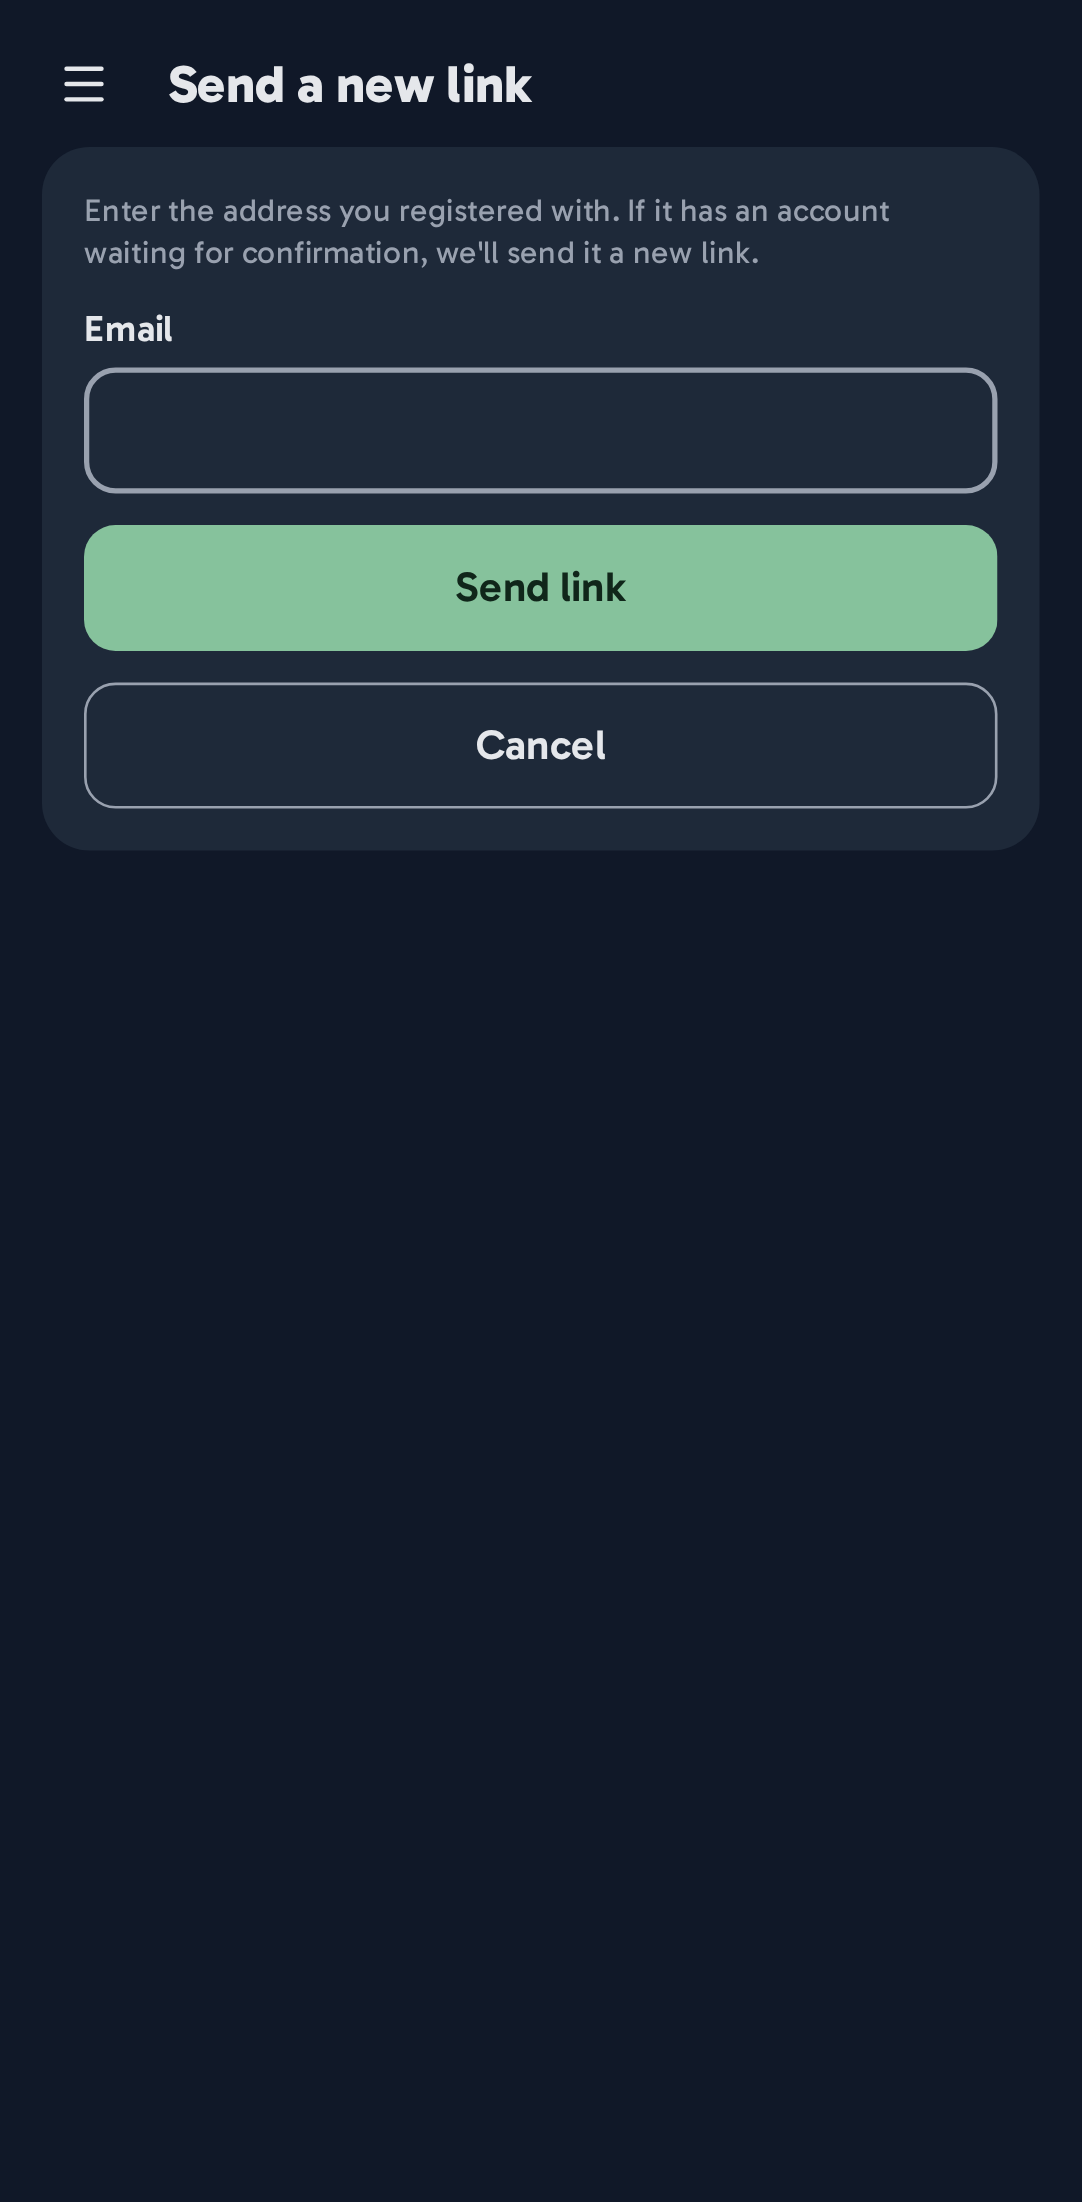 Send a new link
Enter the address you registered with. If it has an account
waiting for confirmation, we'll send it a new link.
Email
Send link
Cancel